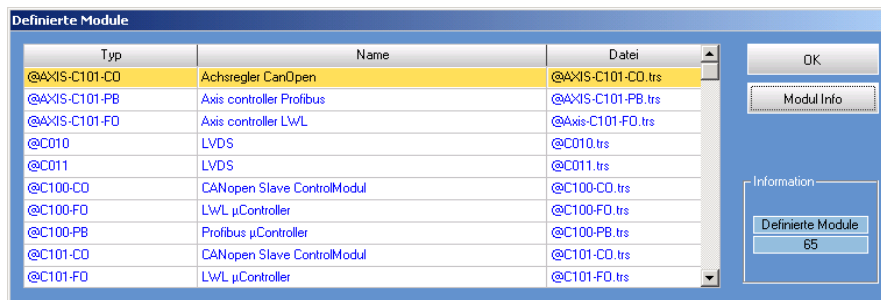 Definierte Module
Typ Name Datei
@AXIS-C101-CO Achsregler CanOpen @AXIS-C101-CO.trs
@AXIS-C101-PB Axis controller Profibus @AXIS-C101-PB.trs
@AXIS-C101-FO Axis controller LWL @Axis-C101-FO.trs
@C010 LVDS @C010.trs
@C011 LVDS @C011.trs
@C100-CO CANopen Slave ControlModul @C100-CO.trs
@C100-FO LWL µController @C100-FO.trs
@C100-PB Profibus µController @C100-PB.trs
@C101-CO CANopen Slave ControlModul @C101-CO.trs
@C101-FO LWL µController @C101-FO.trs
OK
Modul Info
Information
Definierte Module
65